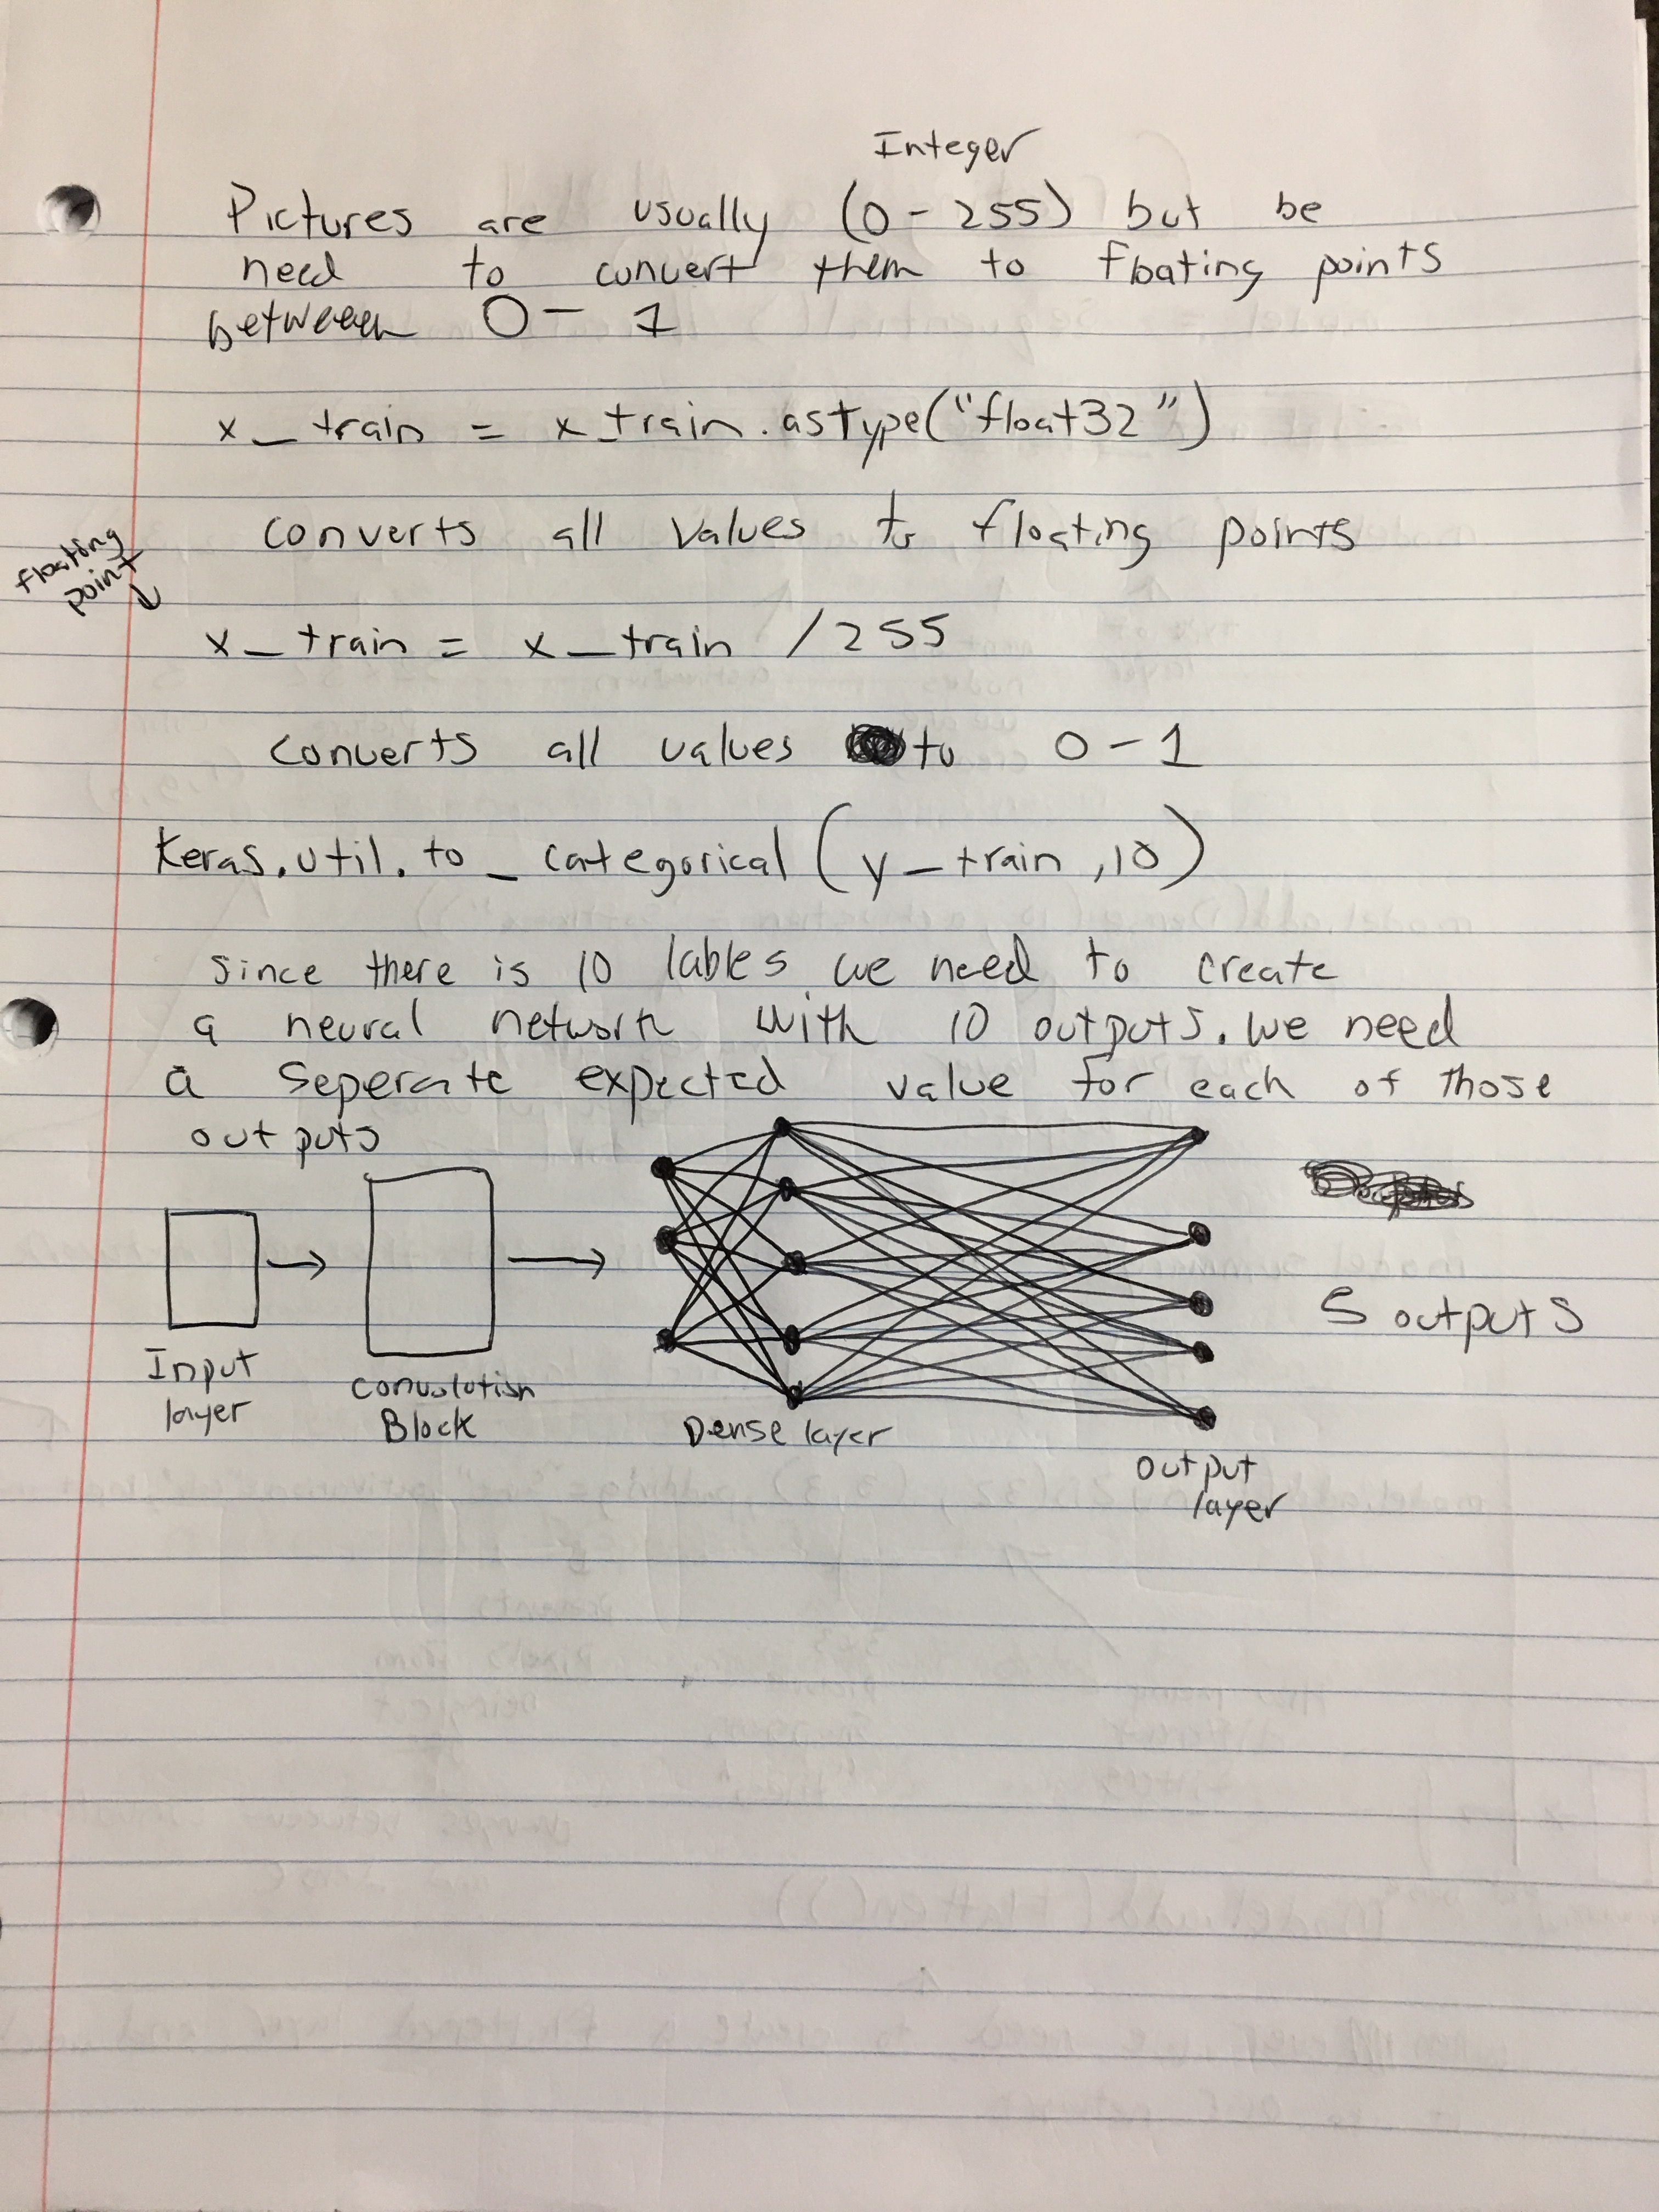 Integer
Pictures are usually (0-255) but be
need to convert them to floating points
betweeen 0- 1
x_train = x_train.astype("float32")
converts all values to floating points
floating
point
x_train = x_train /255
converts all values to 0-1
Keras.util.to_categorical(y_train,10)
since there is 10 lables we need to create
a neural network with 10 outputs. we need
a seperate expected value for each of those
outputs
5 outputs
Input
layer
convolution
Block
Dense layer
output
layer